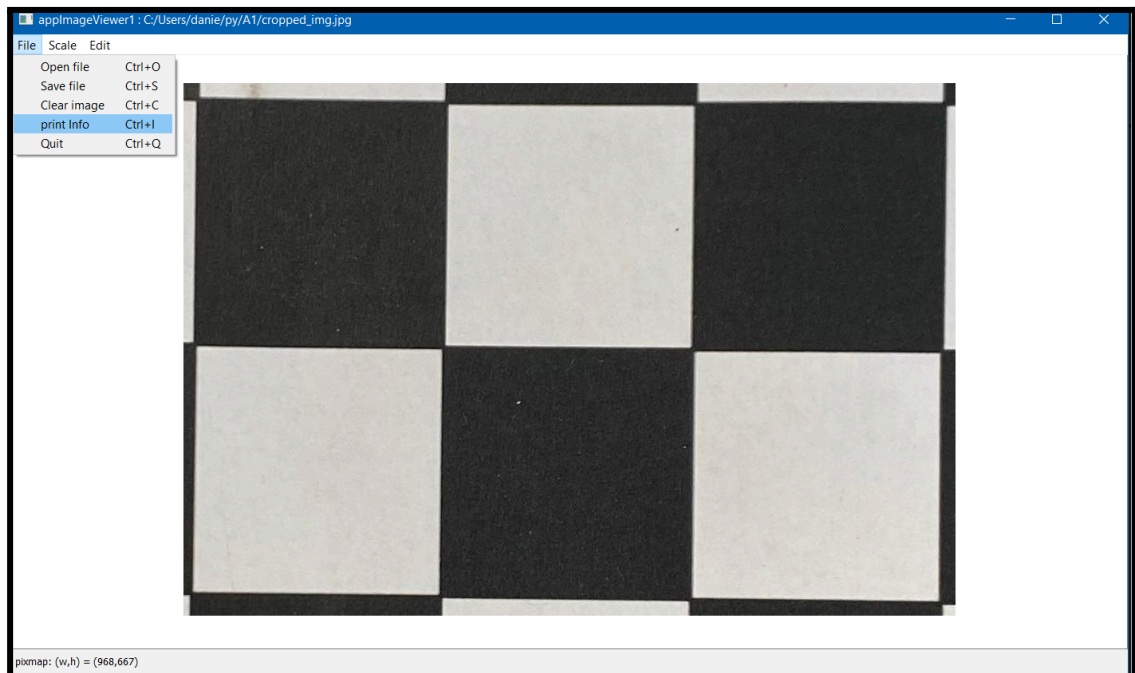 appImageViewer1 : C:/Users/danie/py/A1/cropped_img.jpg
File Scale Edit
Open file Ctrl+O
Save file Ctrl+S
Clear image Ctrl+C
print Info Ctrl+I
Quit Ctrl+Q
pixmap: (w,h) = (968,667)